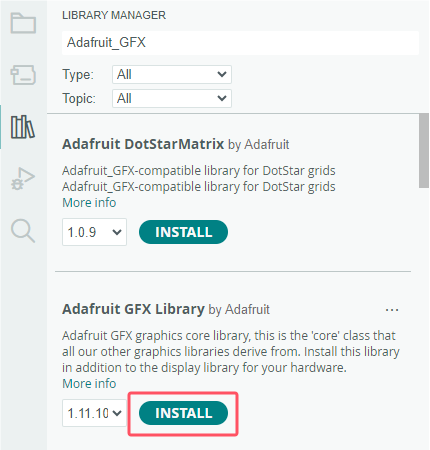 LIBRARY MANAGER
Adafruit_GFX
Type: All
Topic: All
Adafruit DotStarMatrix by Adafruit
Adafruit_GFX-compatible library for DotStar grids
Adafruit_GFX-compatible library for DotStar grids
More info
1.0.9 INSTALL
Adafruit GFX Library by Adafruit ...
Adafruit GFX graphics core library, this is the 'core' class that
all our other graphics libraries derive from. Install this library
in addition to the display library for your hardware.
More info
1.11.10 INSTALL